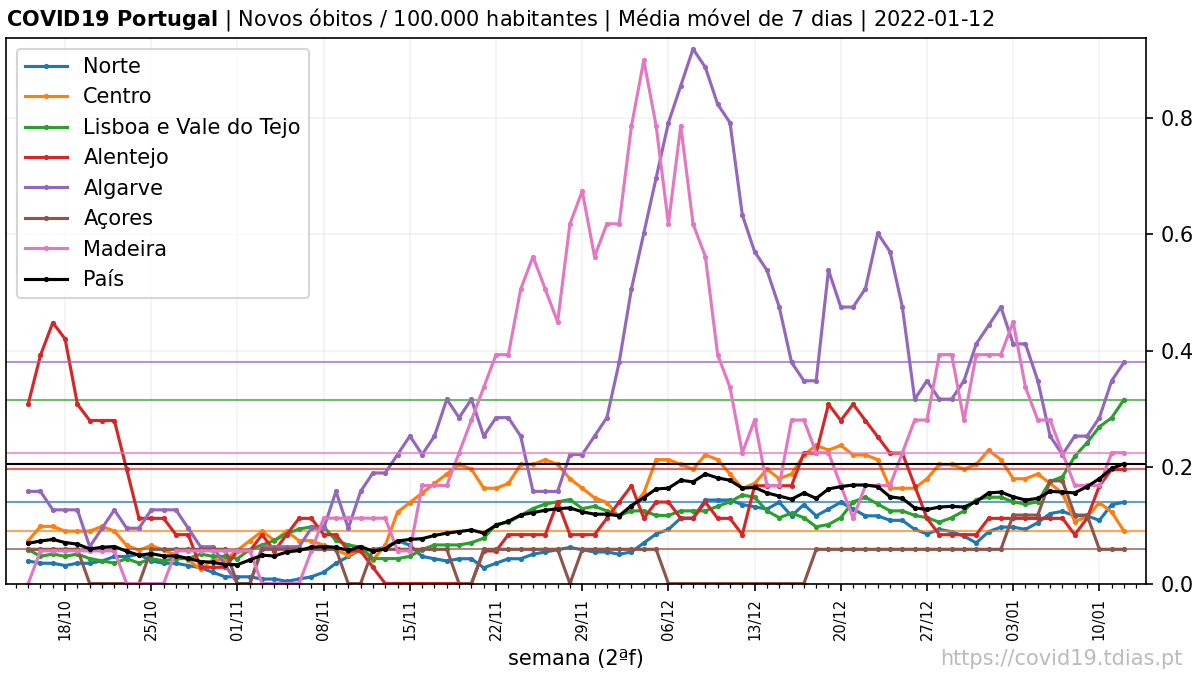 COVID19 Portugal | Novos óbitos / 100.000 habitantes | Média móvel de 7 dias | 2022-01-12
Norte
Centro
Lisboa e Vale do Tejo
Alentejo
Algarve
Açores
Madeira
País
0.8
0.6
0.4
0.2
0.0
18/10
25/10
01/11
08/11
15/11
22/11
29/11
06/12
13/12
20/12
27/12
03/01
10/01
semana (2ªf)
https://covid19.tdias.pt